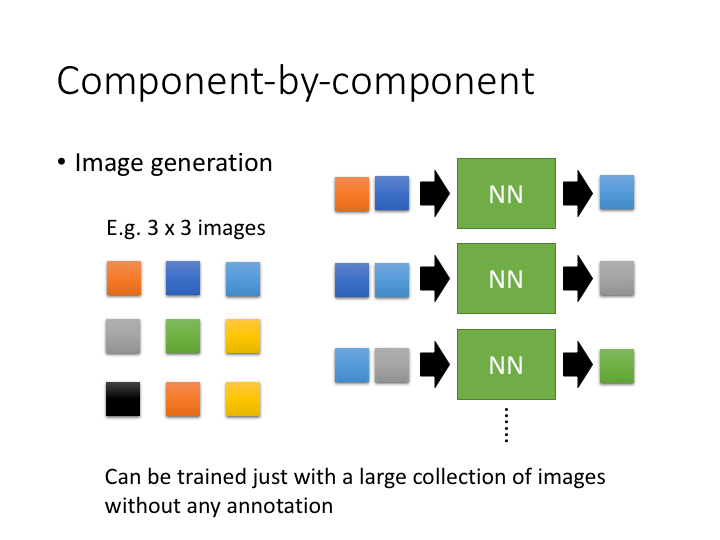 Component-by-component
• Image generation
E.g. 3 x 3 images
NN
NN
NN
Can be trained just with a large collection of images
without any annotation